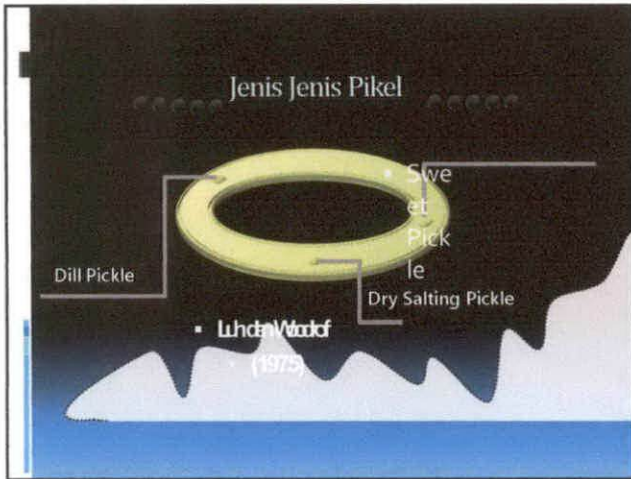 Jenis Jenis Pikel
• Swe
et
Pick
le
Dill Pickle
Dry Salting Pickle
(1975)